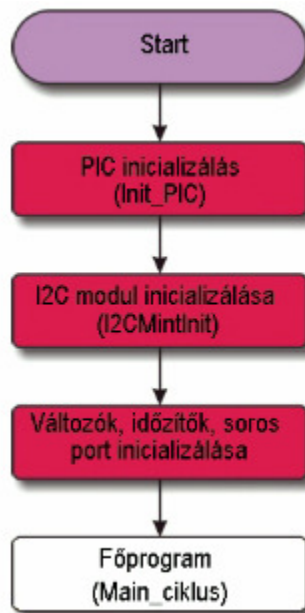 Start
PIC inicializálás
(Init_PIC)
I2C modul inicializálása
(I2CMintInit)
Változók, időzítők, soros
port inicializálása
Főprogram
(Main_ciklus)